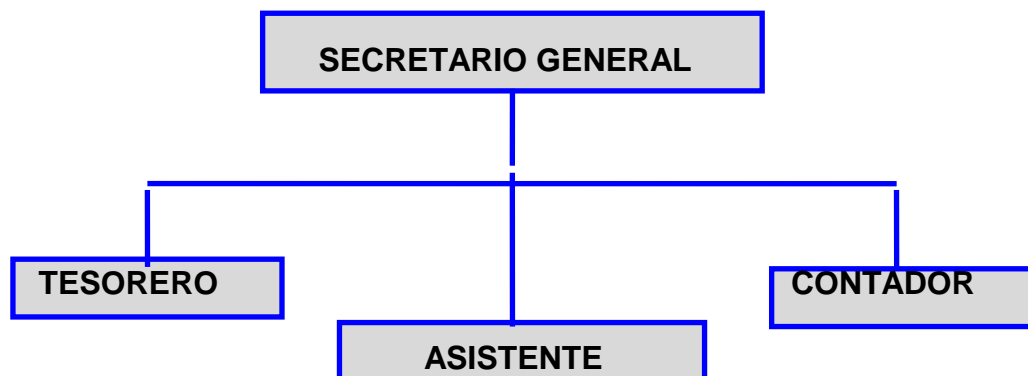 SECRETARIO GENERAL
TESORERO
CONTADOR
ASISTENTE